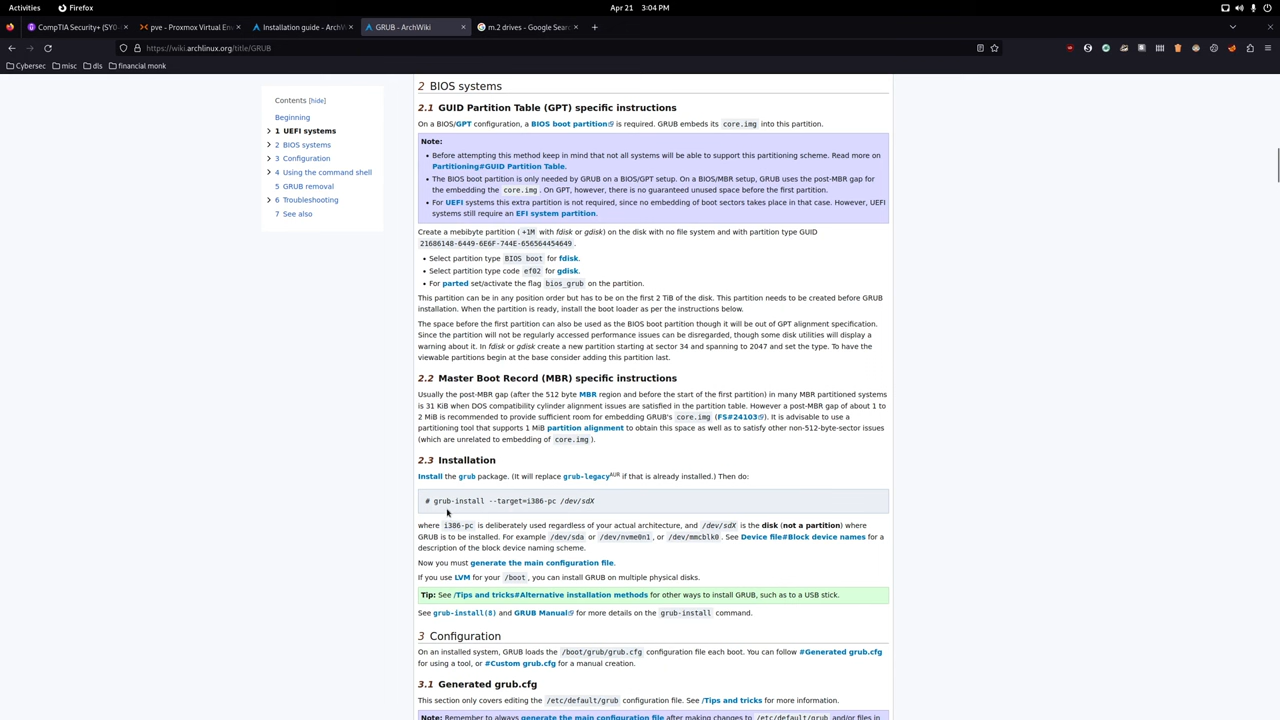 Activities
Firefox
Apr 21 3:04 PM
CompTIA Security+ (SY0-
pve - Proxmox Virtual Env
Installation guide - ArchW
GRUB - ArchWiki
m.2 drives - Google Searc
https://wiki.archlinux.org/title/GRUB
Cybersec
misc
dls
financial monk
Contents [hide]
Beginning
1 UEFI systems
2 BIOS systems
3 Configuration
4 Using the command shell
5 GRUB removal
6 Troubleshooting
7 See also
2 BIOS systems
2.1 GUID Partition Table (GPT) specific instructions
On a BIOS/GPT configuration, a BIOS boot partition is required. GRUB embeds its core.img into this partition.
Note:
• Before attempting this method keep in mind that not all systems will be able to support this partitioning scheme. Read more on
Partitioning#GUID Partition Table.
• The BIOS boot partition is only needed by GRUB on a BIOS/GPT setup. On a BIOS/MBR setup, GRUB uses the post-MBR gap for
the embedding the core.img. On GPT, however, there is no guaranteed unused space before the first partition.
• For UEFI systems this extra partition is not required, since no embedding of boot sectors takes place in that case. However, UEFI
systems still require an EFI system partition.
Create a mebibyte partition ( +1M with fdisk or gdisk) on the disk with no file system and with partition type GUID
21686148-6449-6E6F-744E-656564454649 .
• Select partition type BIOS boot for fdisk.
• Select partition type code ef02 for gdisk.
• For parted set/activate the flag bios_grub on the partition.
This partition can be in any position order but has to be on the first 2 TiB of the disk. This partition needs to be created before GRUB
installation. When the partition is ready, install the boot loader as per the instructions below.
The space before the first partition can also be used as the BIOS boot partition though it will be out of GPT alignment specification.
Since the partition will not be regularly accessed performance issues can be disregarded, though some disk utilities will display a
warning about it. In fdisk or gdisk create a new partition starting at sector 34 and spanning to 2047 and set the type. To have the
viewable partitions begin at the base consider adding this partition last.
2.2 Master Boot Record (MBR) specific instructions
Usually the post-MBR gap (after the 512 byte MBR region and before the start of the first partition) in many MBR partitioned systems
is 31 KiB when DOS compatibility cylinder alignment issues are satisfied in the partition table. However a post-MBR gap of about 1 to
2 MiB is recommended to provide sufficient room for embedding GRUB's core.img (FS#24103). It is advisable to use a
partitioning tool that supports 1 MiB partition alignment to obtain this space as well as to satisfy other non-512-byte-sector issues
(which are unrelated to embedding of core.img).
2.3 Installation
Install the grub package. (It will replace grub-legacyAUR if that is already installed.) Then do:
# grub-install --target=i386-pc /dev/sdX
where i386-pc is deliberately used regardless of your actual architecture, and /dev/sdX is the disk (not a partition) where
GRUB is to be installed. For example /dev/sda or /dev/nvme0n1, or /dev/mmcblk0. See Device file#Block device names for a
description of the block device naming scheme.
Now you must generate the main configuration file.
If you use LVM for your /boot, you can install GRUB on multiple physical disks.
Tip: See /Tips and tricks#Alternative installation methods for other ways to install GRUB, such as to a USB stick.
See grub-install(8) and GRUB Manual for more details on the grub-install command.
3 Configuration
On an installed system, GRUB loads the /boot/grub/grub.cfg configuration file each boot. You can follow #Generated grub.cfg
for using a tool, or #Custom grub.cfg for a manual creation.
3.1 Generated grub.cfg
This section only covers editing the /etc/default/grub configuration file. See /Tips and tricks for more information.
Note: Remember to always generate the main configuration file after making changes to /etc/default/grub and/or files in